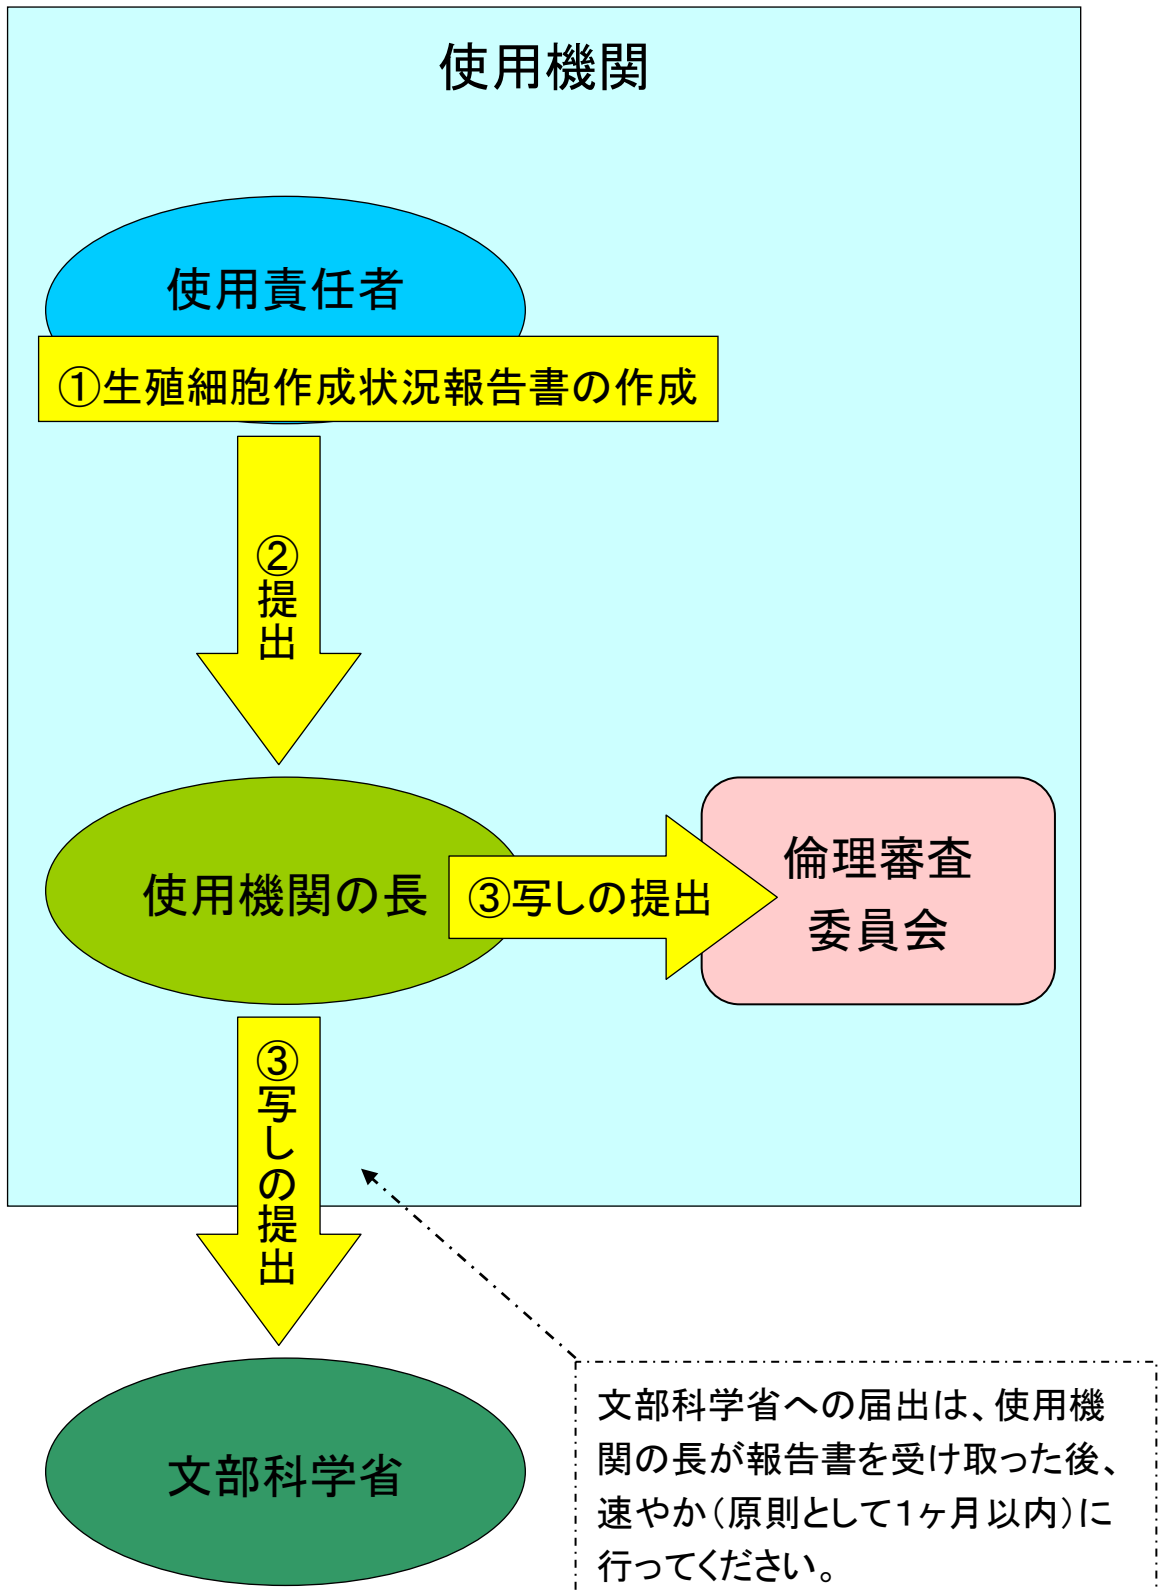 使用機関
使用責任者
①生殖細胞作成状況報告書の作成
②提出
使用機関の長
③写しの提出
倫理審査
委員会
③写しの提出
文部科学省
文部科学省への届出は、使用機
関の長が報告書を受け取った後、
速やか（原則として１ヶ月以内）に
行ってください。